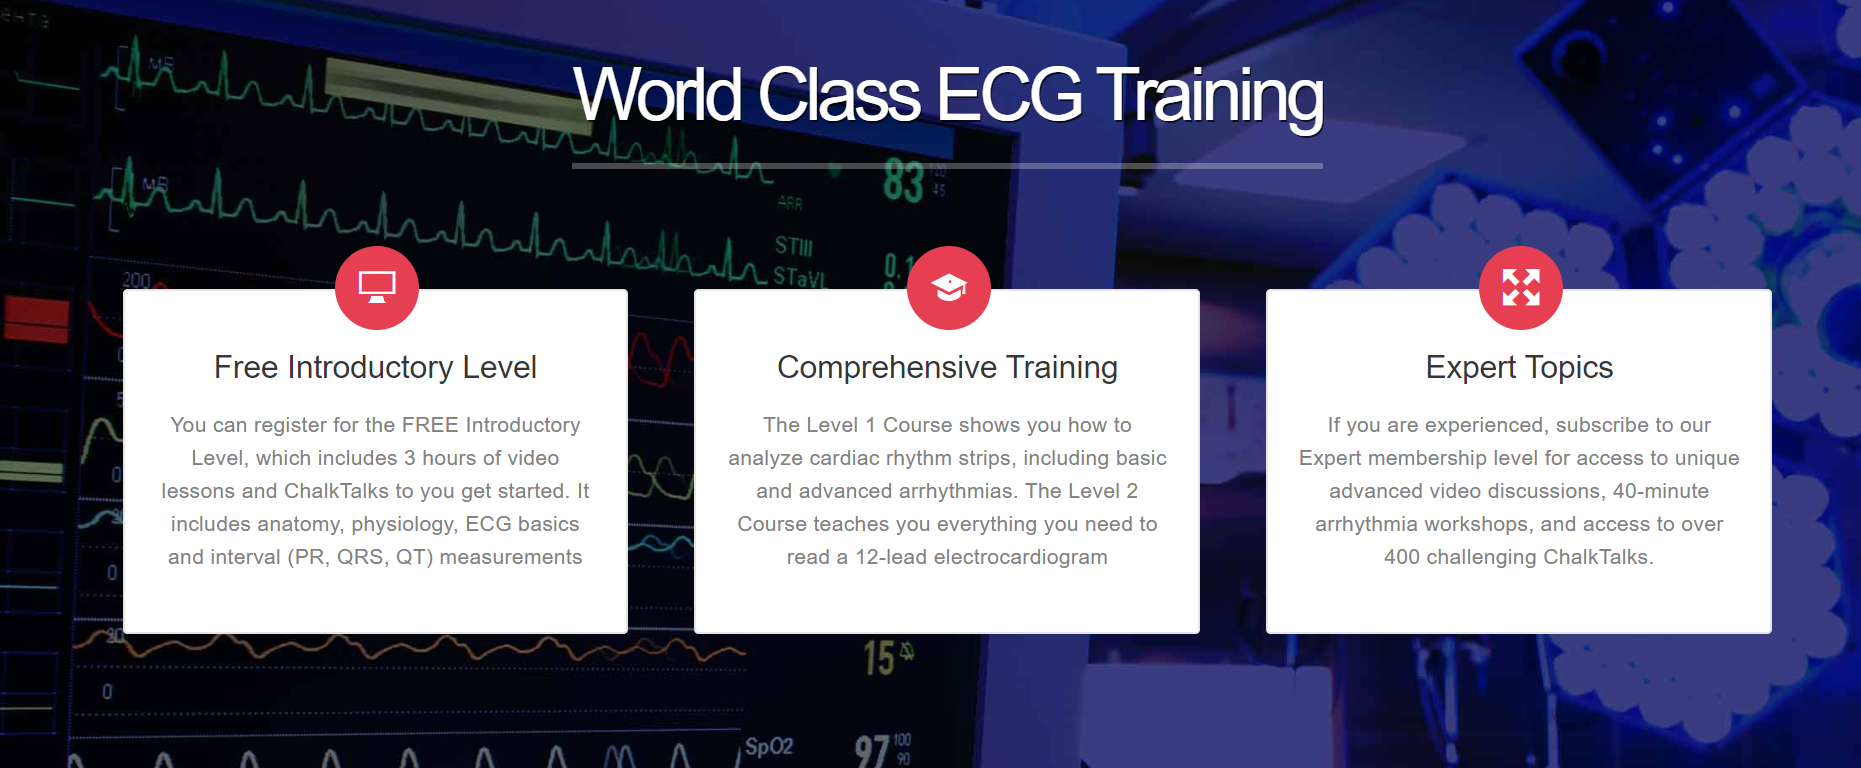 World Class ECG Training
MB
MB
83
120
45
ARR
STIII
0.1
STaVL
200
Free Introductory Level
You can register for the FREE Introductory
Level, which includes 3 hours of video
lessons and ChalkTalks to you get started. It
includes anatomy, physiology, ECG basics
and interval (PR, QRS, QT) measurements
Comprehensive Training
The Level 1 Course shows you how to
analyze cardiac rhythm strips, including basic
and advanced arrhythmias. The Level 2
Course teaches you everything you need to
read a 12-lead electrocardiogram
Expert Topics
If you are experienced, subscribe to our
Expert membership level for access to unique
advanced video discussions, 40-minute
arrhythmia workshops, and access to over
400 challenging ChalkTalks.
0
0
15
0
SpO2
97
100
90